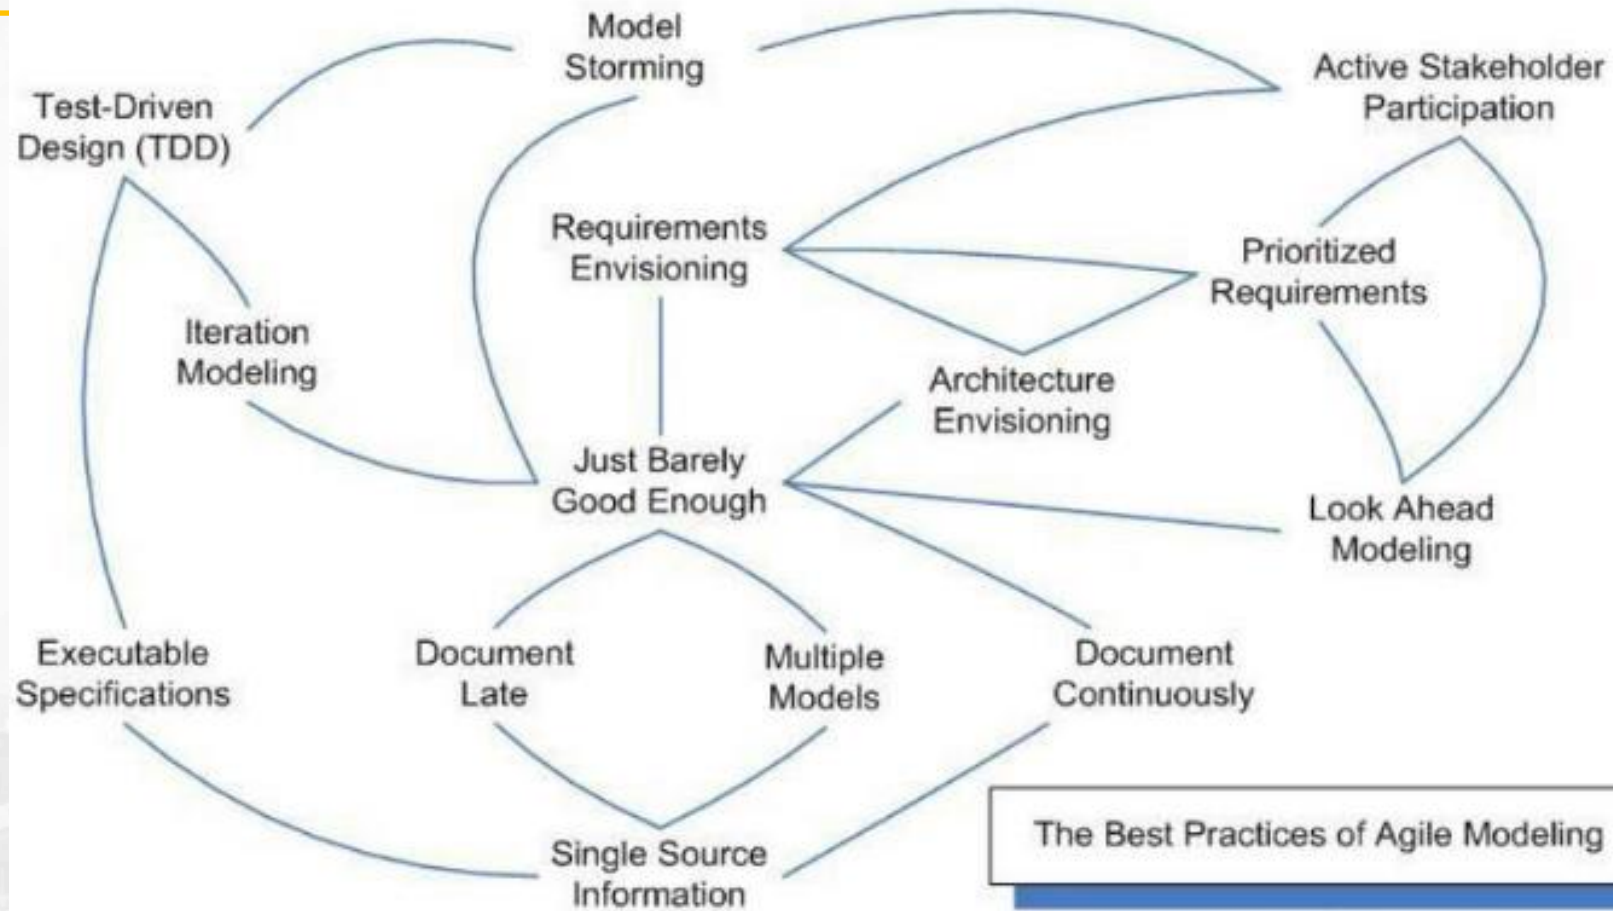 Model
Storming
Active Stakeholder
Participation
Test-Driven
Design (TDD)
Requirements
Envisioning
Prioritized
Requirements
Iteration
Modeling
Architecture
Envisioning
Just Barely
Good Enough
Look Ahead
Modeling
Executable
Specifications
Document
Late
Multiple
Models
Document
Continuously
Single Source
Information
The Best Practices of Agile Modeling